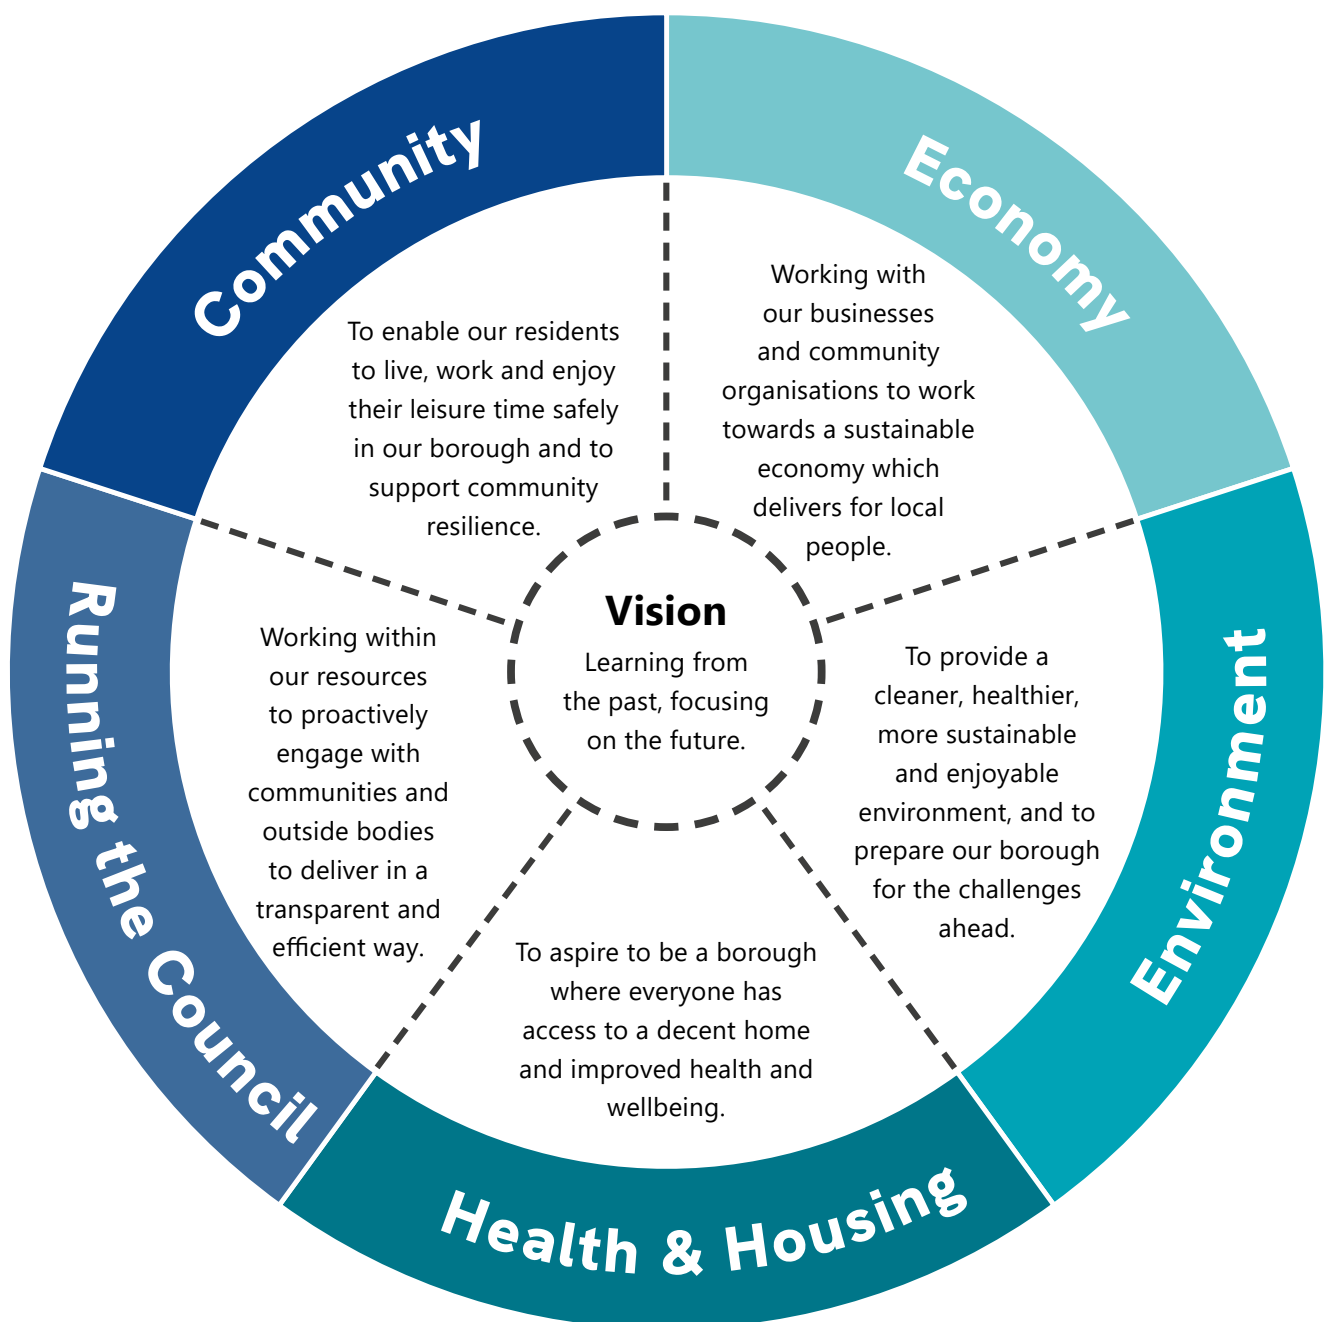 Community
To enable our residents
to live, work and enjoy
their leisure time safely
in our borough and to
support community
resilience.
Economy
Working with
our businesses
and community
organisations to work
towards a sustainable
economy which
delivers for local
people.
Vision
Learning from
the past, focusing
on the future.
Environment
To provide a
cleaner, healthier,
more sustainable
and enjoyable
environment, and to
prepare our borough
for the challenges
ahead.
Health & Housing
To aspire to be a borough
where everyone has
access to a decent home
and improved health and
wellbeing.
Running the Council
Working within
our resources
to proactively
engage with
communities and
outside bodies
to deliver in a
transparent and
efficient way.